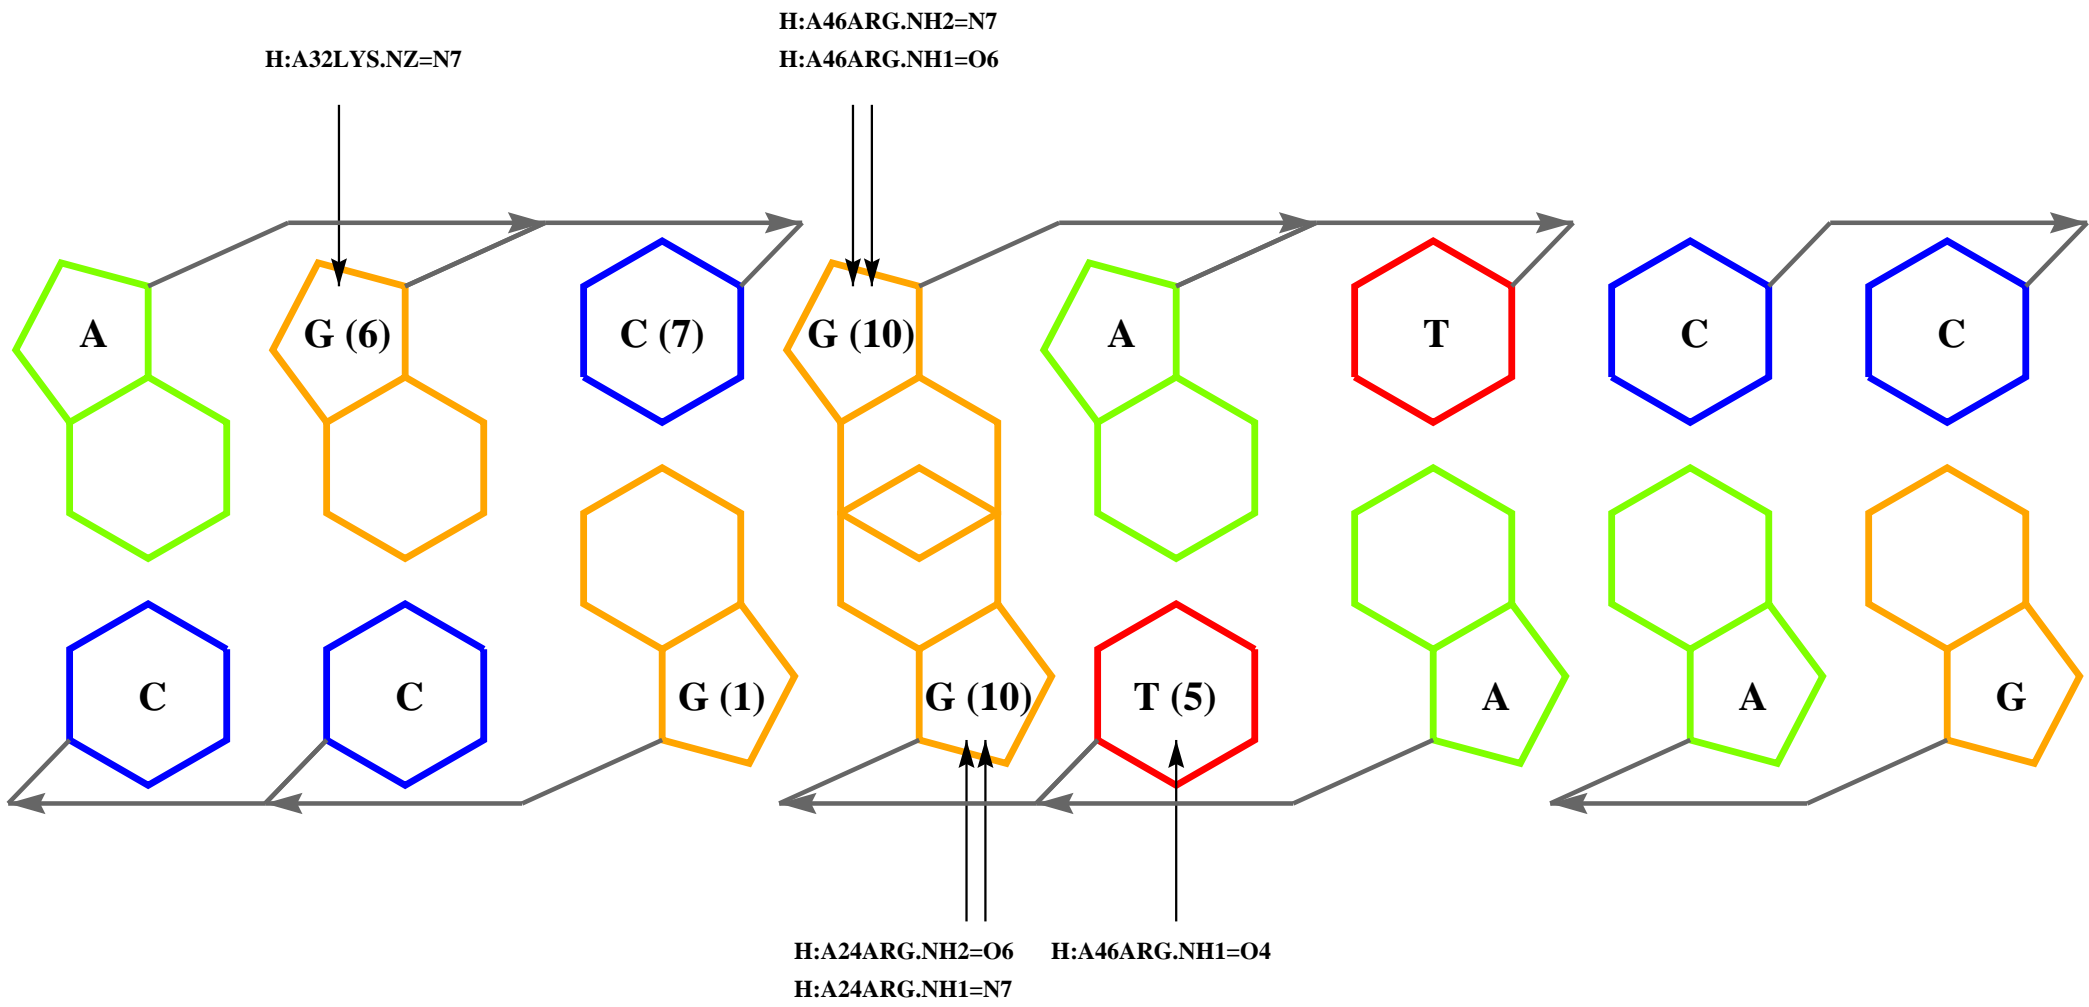 H:A46ARG.NH2=N7
H:A32LYS.NZ=N7 H:A46ARG.NH1=O6
A G (6) C (7) G (10) A T C C
C C G (1) G (10) T (5) A A G
H:A24ARG.NH2=O6 H:A46ARG.NH1=O4
H:A24ARG.NH1=N7